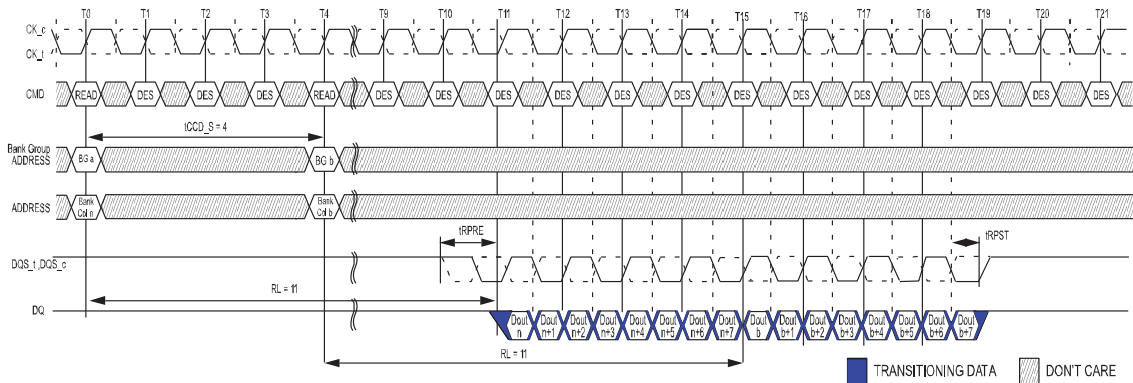 T0 T1 T2 T3 T4 T9 T10 T11 T12 T13 T14 T15 T16 T17 T18 T19 T20 T21
CK_c
CK_t
CMD READ DES DES DES READ DES DES DES DES DES DES DES DES DES DES DES DES DES
tCCD_S = 4
Bank Group
ADDRESS BG a BG b
ADDRESS Bank Col n Bank Col b
tRPRE tRPST
DQS_t ,DQS_c
RL = 11
DQ Dout n Dout n+1 Dout n+2 Dout n+3 Dout n+4 Dout n+5 Dout n+6 Dout n+7 Dout b Dout b+1 Dout b+2 Dout b+3 Dout b+4 Dout b+5 Dout b+6 Dout b+7
RL = 11
TRANSITIONING DATA DON'T CARE